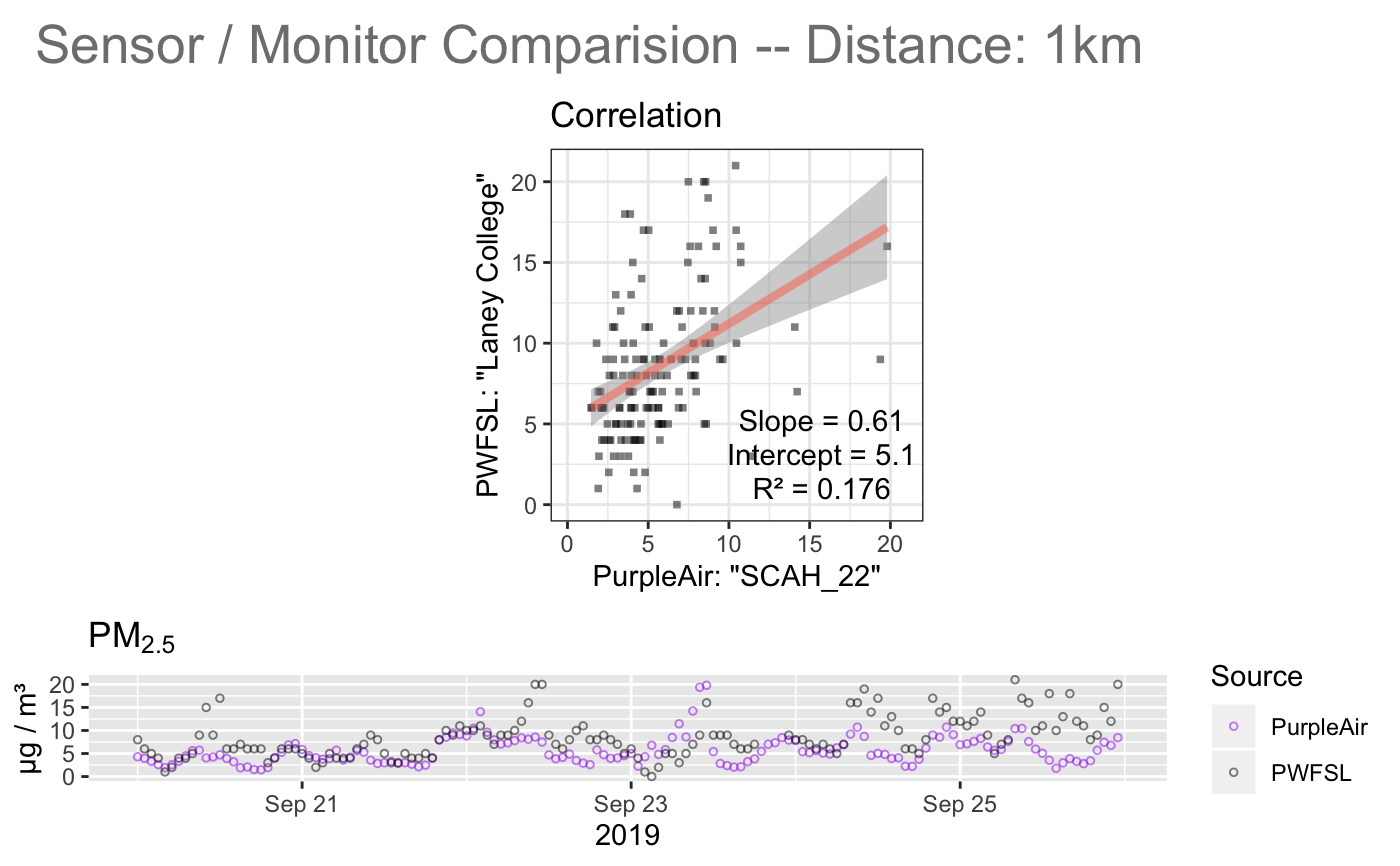 Sensor / Monitor Comparision -- Distance: 1km
Correlation
PWFSL: "Laney College"
20
15
10
5
0
Slope = 0.61
Intercept = 5.1
R² = 0.176
0 5 10 15 20
PurpleAir: "SCAH_22"
PM2.5
µg / m³
20
15
10
5
0
Sep 21 Sep 23 Sep 25
2019
Source
PurpleAir
PWFSL